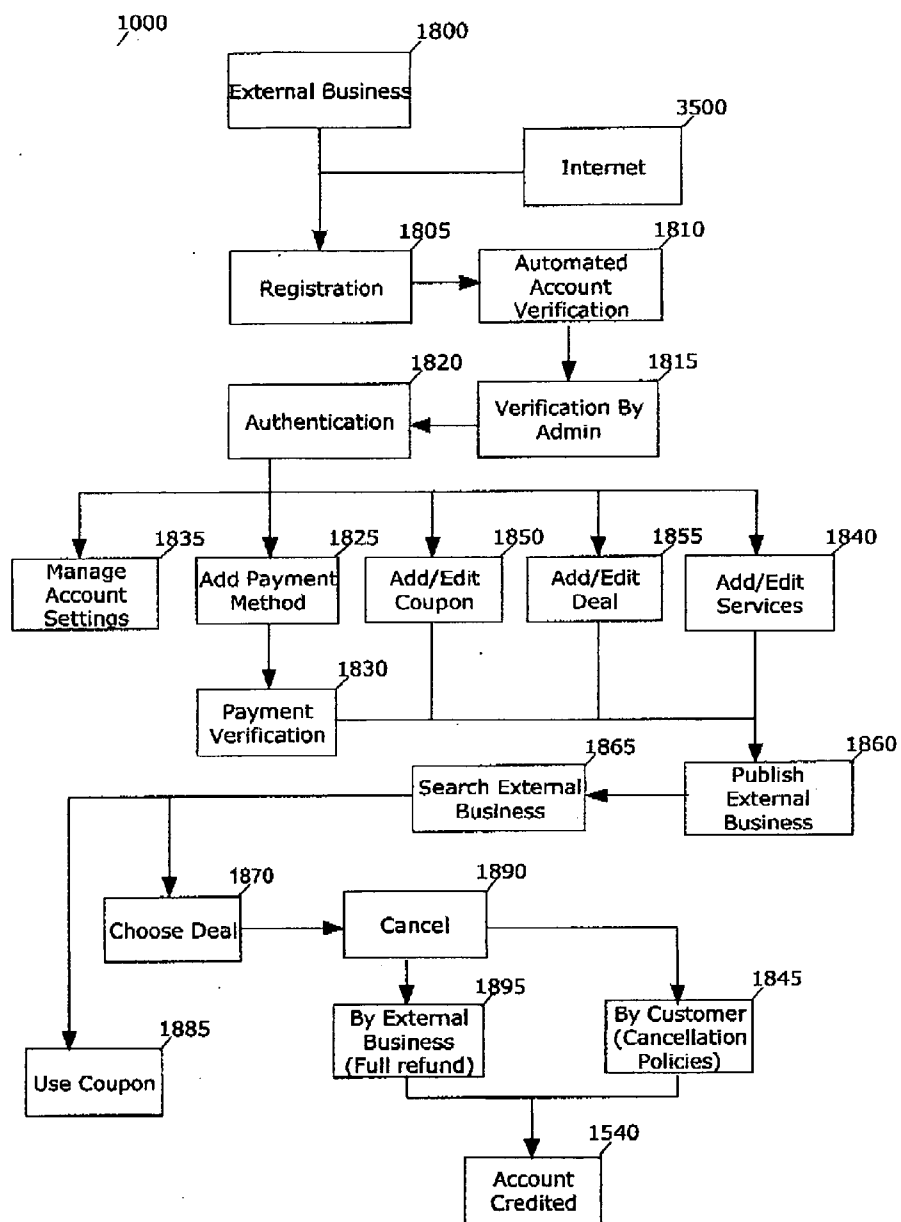 1000
1800
External Business
3500
Internet
1805
Registration
1810
Automated
Account
Verification
1820
Authentication
1815
Verification By
Admin
1835
Manage
Account
Settings
1825
Add Payment
Method
1850
Add/Edit
Coupon
1855
Add/Edit
Deal
1840
Add/Edit
Services
1830
Payment
Verification
1865
Search External
Business
1860
Publish
External
Business
1870
Choose Deal
1890
Cancel
1885
Use Coupon
1895
By External
Business
(Full refund)
1845
By Customer
(Cancellation
Policies)
1540
Account
Credited